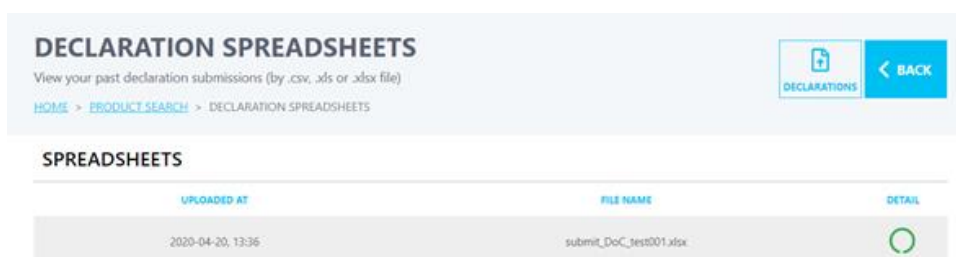 DECLARATION SPREADSHEETS
View your past declaration submissions (by .csv, .xls or .xlsx file)
HOME > PRODUCT SEARCH > DECLARATION SPREADSHEETS
DECLARATIONS
< BACK
SPREADSHEETS
UPLOADED AT FILE NAME DETAIL
2020-04-20, 13:36 submit_DoC_test001.xlsx